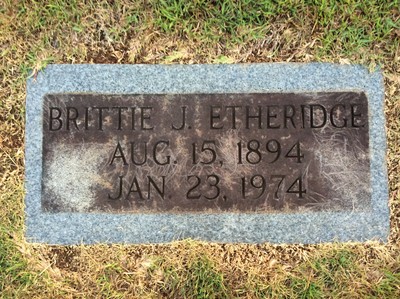 BRITTIE J. ETHERIDGE
AUG. 15, 1894
JAN. 23, 1974